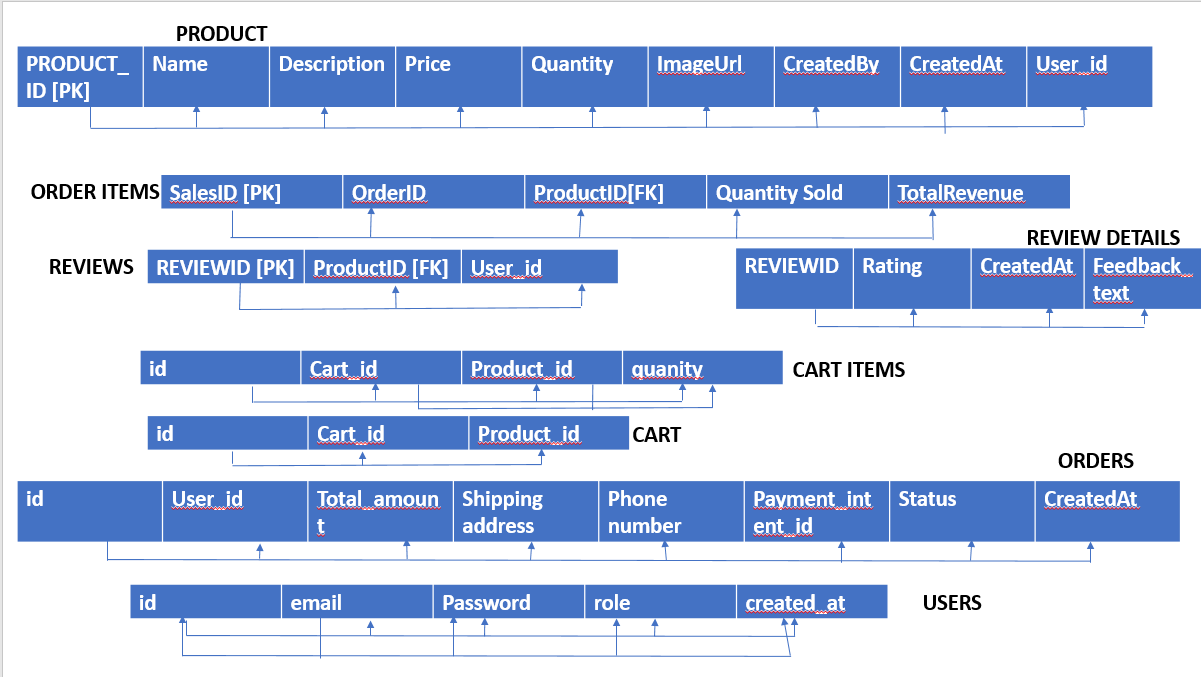 PRODUCT
PRODUCT_ Name Description Price Quantity ImageUrl CreatedBy CreatedAt User_id
ID [PK]
ORDER ITEMS SalesID [PK] OrderID ProductID[FK] Quantity Sold TotalRevenue
REVIEW DETAILS
REVIEWS REVIEWID [PK] ProductID [FK] User_id
REVIEWID Rating CreatedAt Feedback_
text
id Cart_id Product_id quanity CART ITEMS
id Cart_id Product_id CART
ORDERS
id User_id Total_amoun Shipping Phone Payment_int Status CreatedAt
t address number ent_id
id email Password role created_at USERS